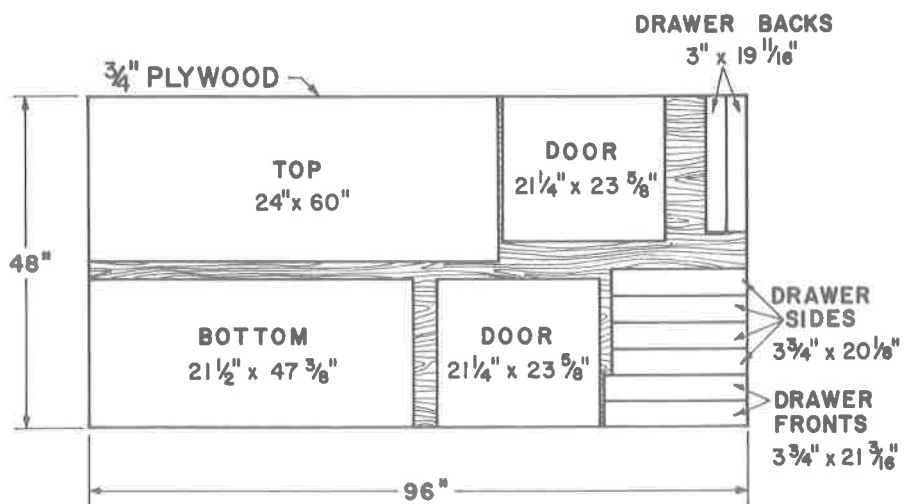 DRAWER BACKS
3" x 19 11/16"
3/4" PLYWOOD
TOP
24" x 60"
DOOR
21 1/4" x 23 5/8"
48"
BOTTOM
21 1/2" x 47 3/8"
DOOR
21 1/4" x 23 5/8"
DRAWER
SIDES
3 3/4" x 20 1/8"
DRAWER
FRONTS
3 3/4" x 21 3/16"
96"